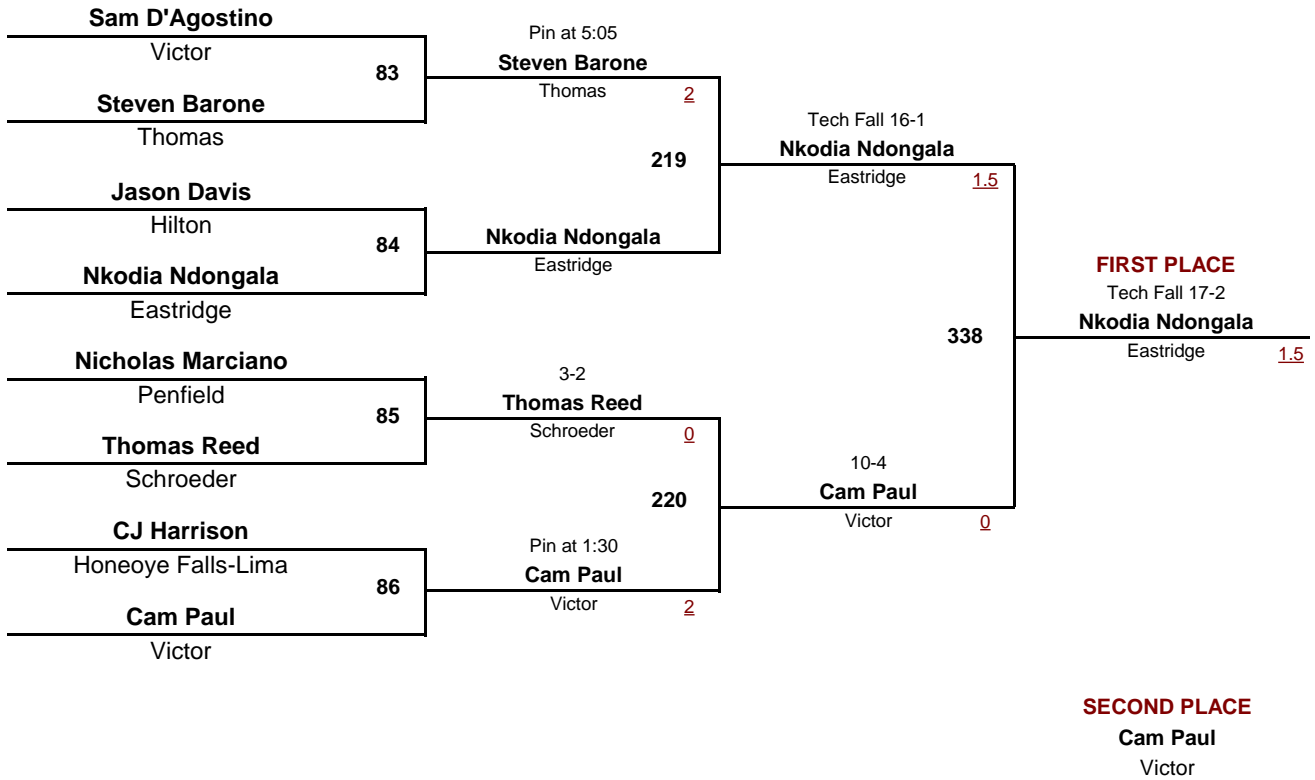 Sam D'Agostino
Victor
83
Steven Barone
Thomas
Jason Davis
Hilton
84
Nkodia Ndongala
Eastridge
Nicholas Marciano
Penfield
85
Thomas Reed
Schroeder
CJ Harrison
Honeoye Falls-Lima
86
Cam Paul
Victor
Pin at 5:05
Steven Barone
Thomas 2
219
Nkodia Ndongala
Eastridge
3-2
Thomas Reed
Schroeder 0
220
Pin at 1:30
Cam Paul
Victor 2
Tech Fall 16-1
Nkodia Ndongala
Eastridge 1.5
338
10-4
Cam Paul
Victor 0
FIRST PLACE
Tech Fall 17-2
Nkodia Ndongala
Eastridge 1.5
SECOND PLACE
Cam Paul
Victor